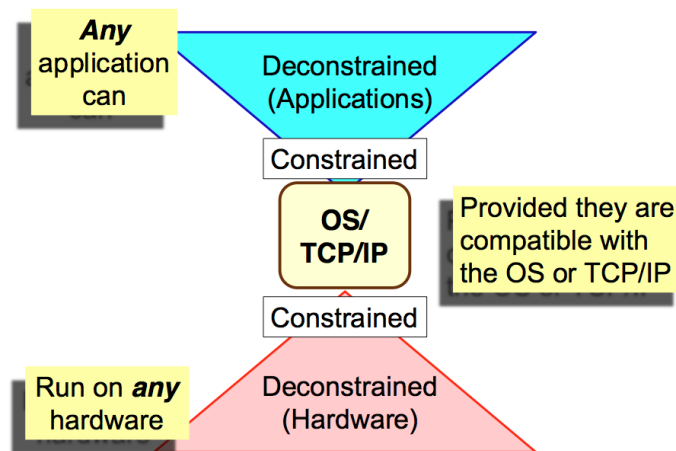 Any
application
can
Deconstrained
(Applications)
Constrained
OS/
TCP/IP
Provided they are
compatible with
the OS or TCP/IP
Constrained
Run on any
hardware
Deconstrained
(Hardware)